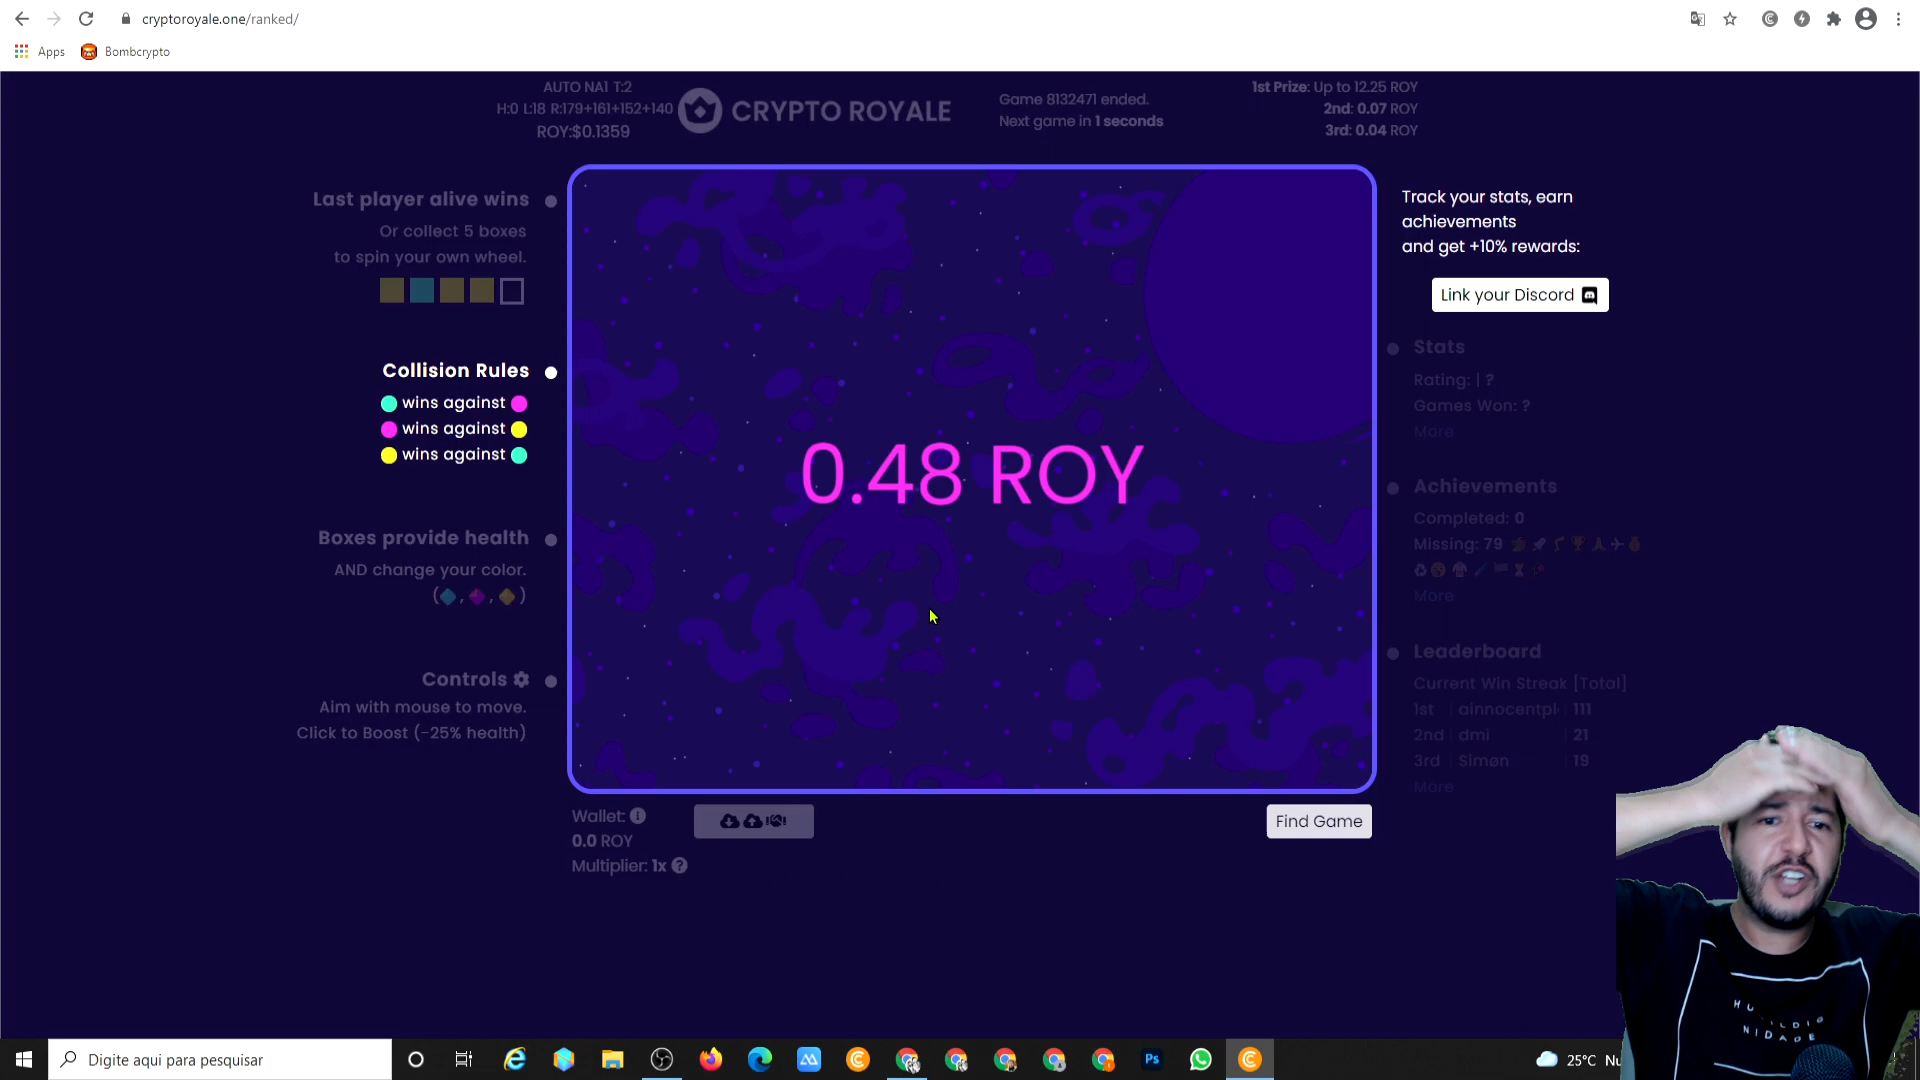 cryptoroyale.one/ranked/
Apps
Bombcrypto
AUTO NA1 T:2
H:0 L:18 R:179+161+152+140
ROY:$0.1359
CRYPTO ROYALE
Game 8132471 ended.
Next game in 1 seconds
1st Prize: Up to 12.25 ROY
2nd: 0.07 ROY
3rd: 0.04 ROY
Last player alive wins
Or collect 5 boxes
to spin your own wheel.
Collision Rules
wins against
wins against
wins against
Boxes provide health
AND change your color.
( , , )
Controls
Aim with mouse to move.
Click to Boost (-25% health)
0.48 ROY
Track your stats, earn
achievements
and get +10% rewards:
Link your Discord
Stats
Rating: | ?
Games Won: ?
More
Achievements
Completed: 0
Missing: 79
More
Leaderboard
Current Win Streak [Total]
1st : ainnocentpl : 111
2nd : dmi : 21
3rd : Simøn : 19
More
Wallet:
0.0 ROY
Multiplier: 1x
Find Game
HU
ILDIO
NIDADE
Digite aqui para pesquisar
Ps
25°C Nu